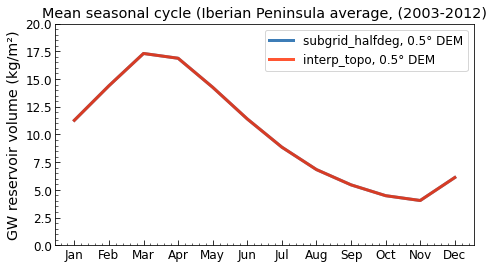 Mean seasonal cycle (Iberian Peninsula average, (2003-2012)
GW reservoir volume (kg/m²)
20.0
17.5
15.0
12.5
10.0
7.5
5.0
2.5
0.0
subgrid_halfdeg, 0.5° DEM
interp_topo, 0.5° DEM
Jan Feb Mar Apr May Jun Jul Aug Sep Oct Nov Dec